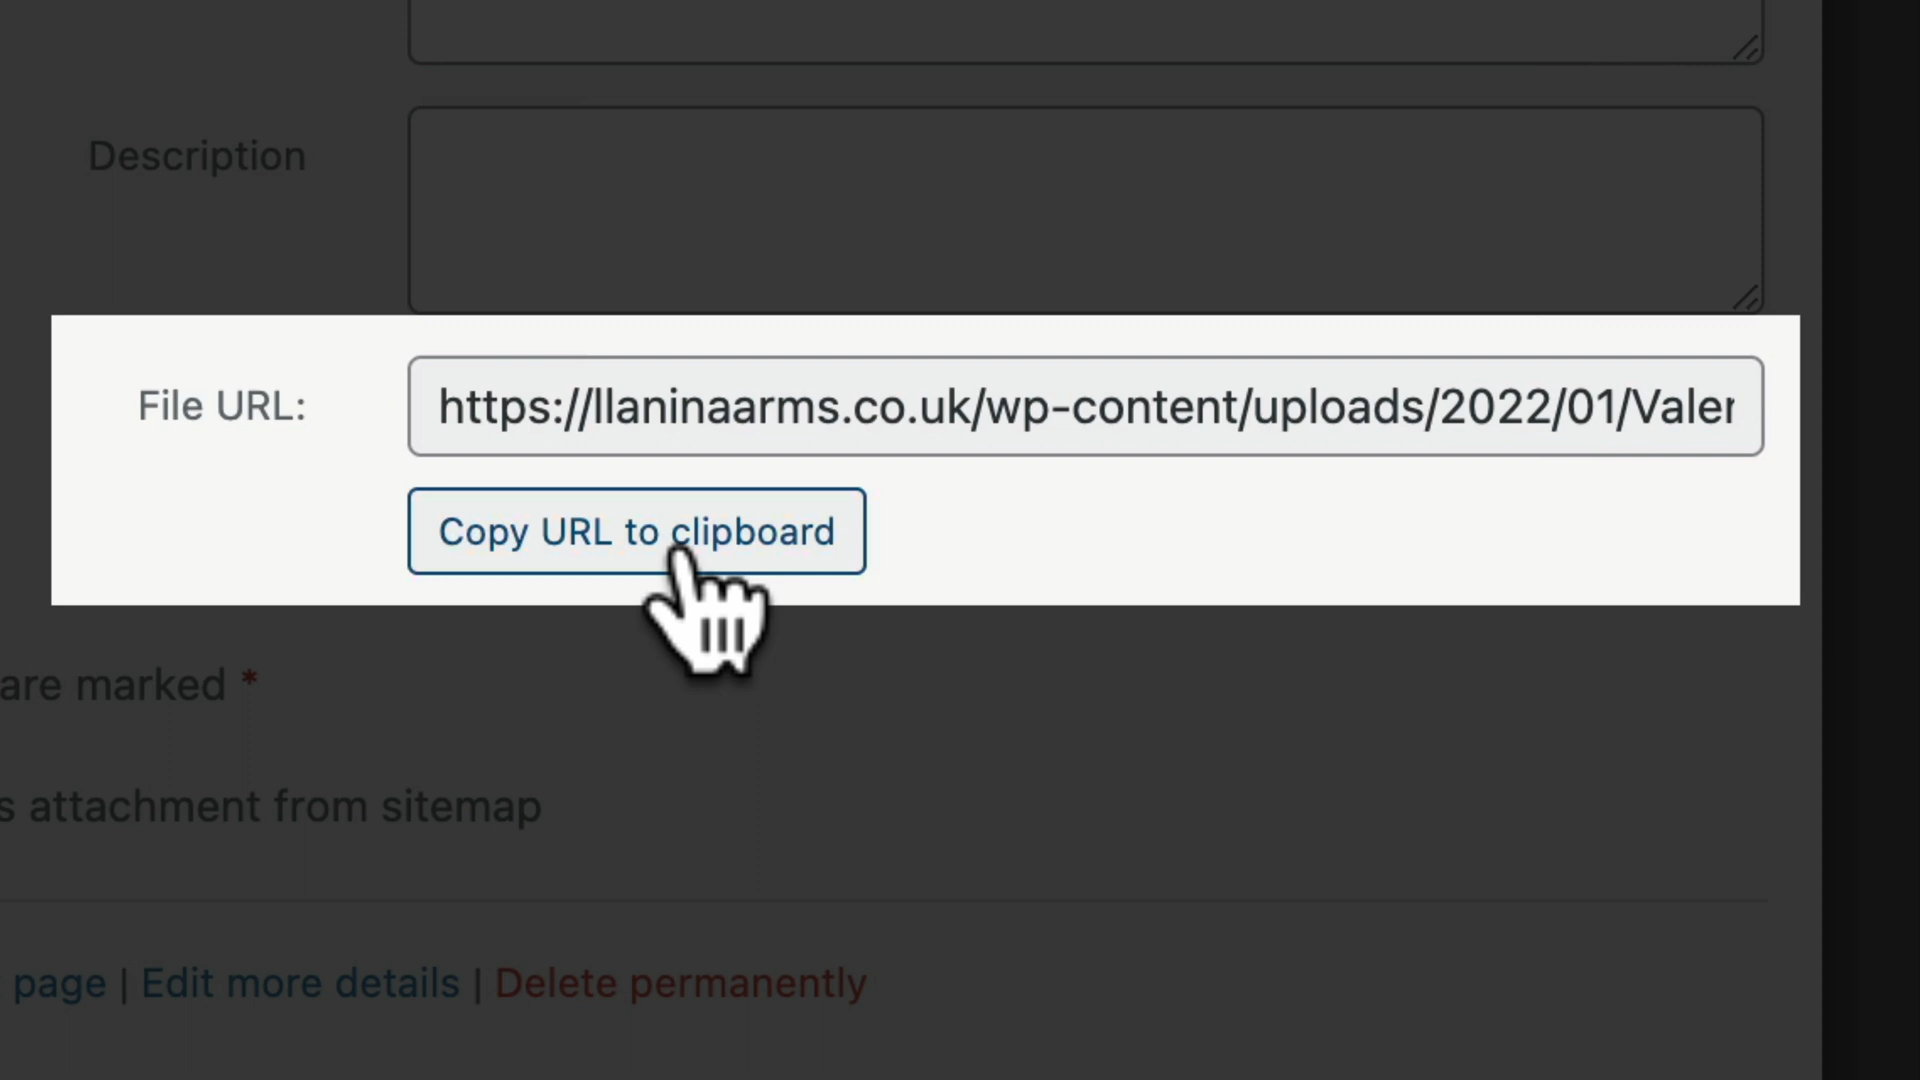 Description
File URL:
https://llaninaarms.co.uk/wp-content/uploads/2022/01/Valer
Copy URL to clipboard
are marked *
s attachment from sitemap
page | Edit more details | Delete permanently